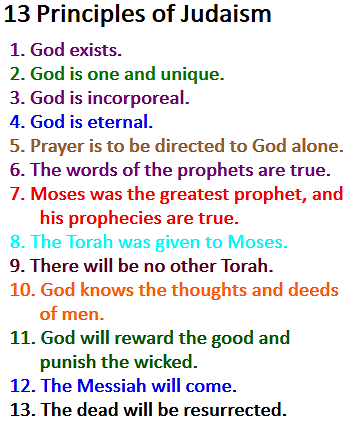 13 Principles of Judaism
1. God exists.
2. God is one and unique.
3. God is incorporeal.
4. God is eternal.
5. Prayer is to be directed to God alone.
6. The words of the prophets are true.
7. Moses was the greatest prophet, and
his prophecies are true.
8. The Torah was given to Moses.
9. There will be no other Torah.
10. God knows the thoughts and deeds
of men.
11. God will reward the good and
punish the wicked.
12. The Messiah will come.
13. The dead will be resurrected.